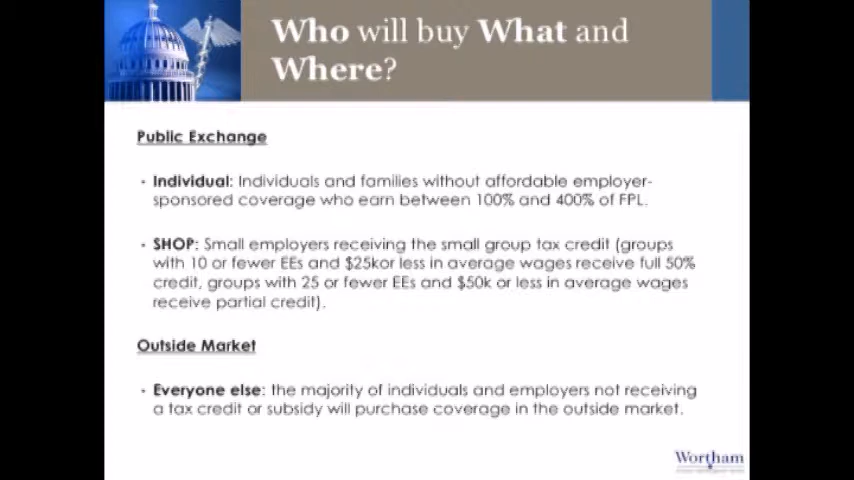 Who will buy What and
Where?
Public Exchange
• Individual: Individuals and families without affordable employer-
sponsored coverage who earn between 100% and 400% of FPL.
• SHOP: Small employers receiving the small group tax credit (groups
with 10 or fewer EEs and $25kor less in average wages receive full 50%
credit, groups with 25 or fewer EEs and $50k or less in average wages
receive partial credit).
Outside Market
• Everyone else: the majority of individuals and employers not receiving
a tax credit or subsidy will purchase coverage in the outside market.
Wortham